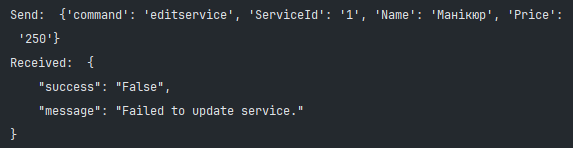 Send:  {'command': 'editservice', 'ServiceId': '1', 'Name': 'Манікюр', 'Price':
 '250'}
Received:  {
    "success": "False",
    "message": "Failed to update service."
}